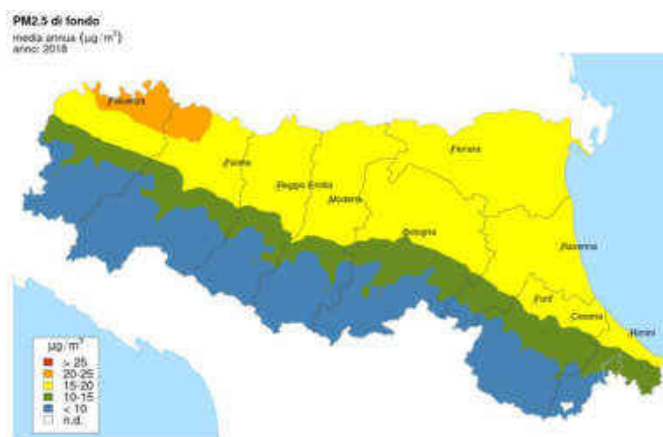 PM2.5 di fondo
media annua (µg/m³)
anno: 2018
Piacenza
Parma
Reggio Emilia
Modena
Ferrara
Bologna
Ravenna
Forlì
Cesena
Rimini
µg/m³
> 25
20-25
15-20
10-15
< 10
n.d.